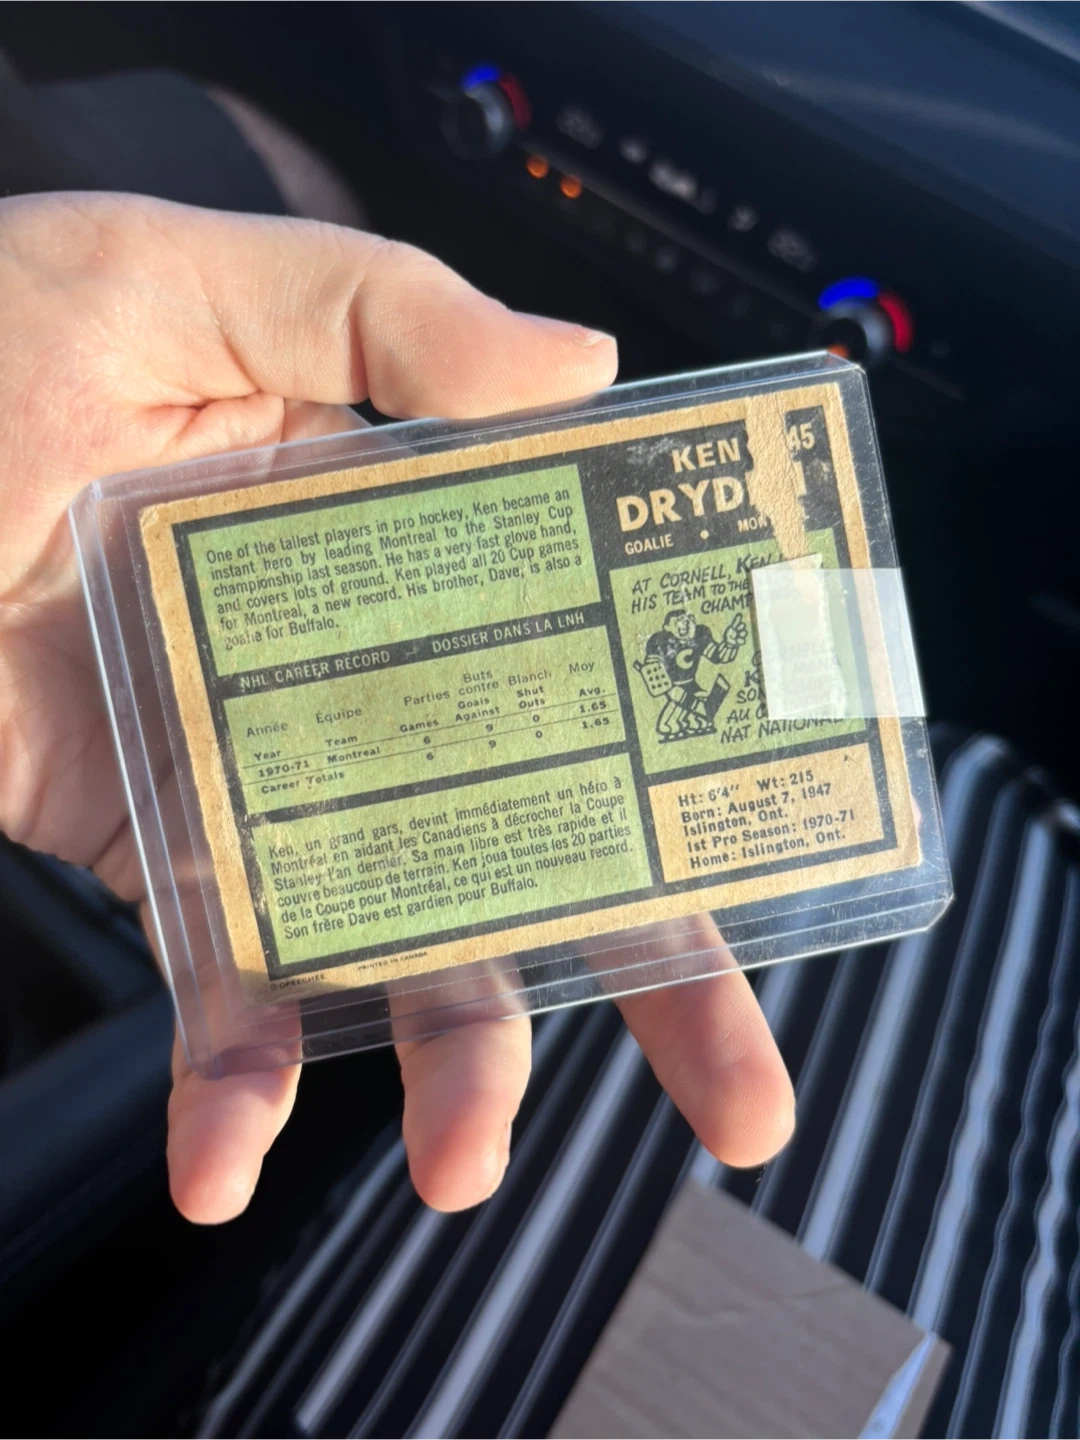 One of the tallest players in pro hockey, Ken became an
instant hero by leading Montreal to the Stanley Cup
championship last season. He has a very fast glove hand,
and covers lots of ground. Ken played all 20 Cup games
for Montreal, a new record. His brother, Dave, is also a
goalie for Buffalo.
NHL CAREER RECORD — DOSSIER DANS LA LNH
Année Équipe Parties Buts contre Blanch Moy
Year Team Games Goals Against Shut Outs Avg.
1970-71 Montreal 6 9 0 1.65
Career Totals 6 9 0 1.65
Ken, un grand gars, devint immédiatement un héro à
Montréal en aidant les Canadiens à décrocher la Coupe
Stanley l'an dernier. Sa main libre est très rapide et il
couvre beaucoup de terrain. Ken joua toutes les 20 parties
de la Coupe pour Montréal, ce qui est un nouveau record.
Son frère Dave est gardien pour Buffalo.
©OPEECHEE PRINTED IN CANADA
45
KEN
DRYD
GOALIE • MON
AT CORNELL, KEN
HIS TEAM TO THE
CHAMP
C
K
SON
AU
NAT NATIONAL
Ht: 6'4" Wt: 215
Born: August 7, 1947
Islington, Ont.
1st Pro Season: 1970-71
Home: Islington, Ont.